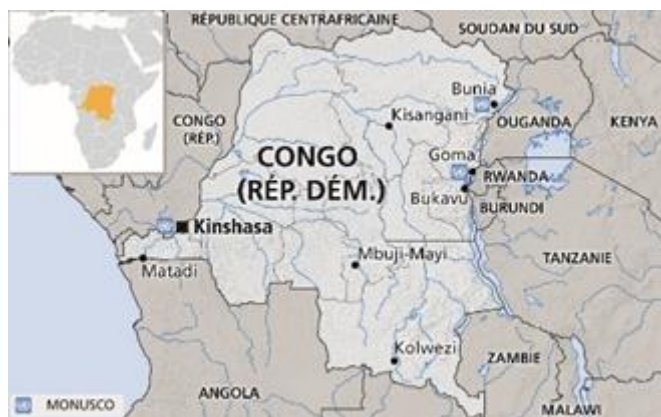 RÉPUBLIQUE CENTRAFRICAINE
SOUDAN DU SUD
CONGO
(RÉP.)
Bunia
Kisangani
OUGANDA
KENYA
CONGO
(RÉP. DÉM.)
Goma
RWANDA
Bukavu
BURUNDI
Kinshasa
TANZANIE
Mbuji-Mayi
Matadi
Kolwezi
ZAMBIE
ANGOLA
MONUSCO
MALAWI